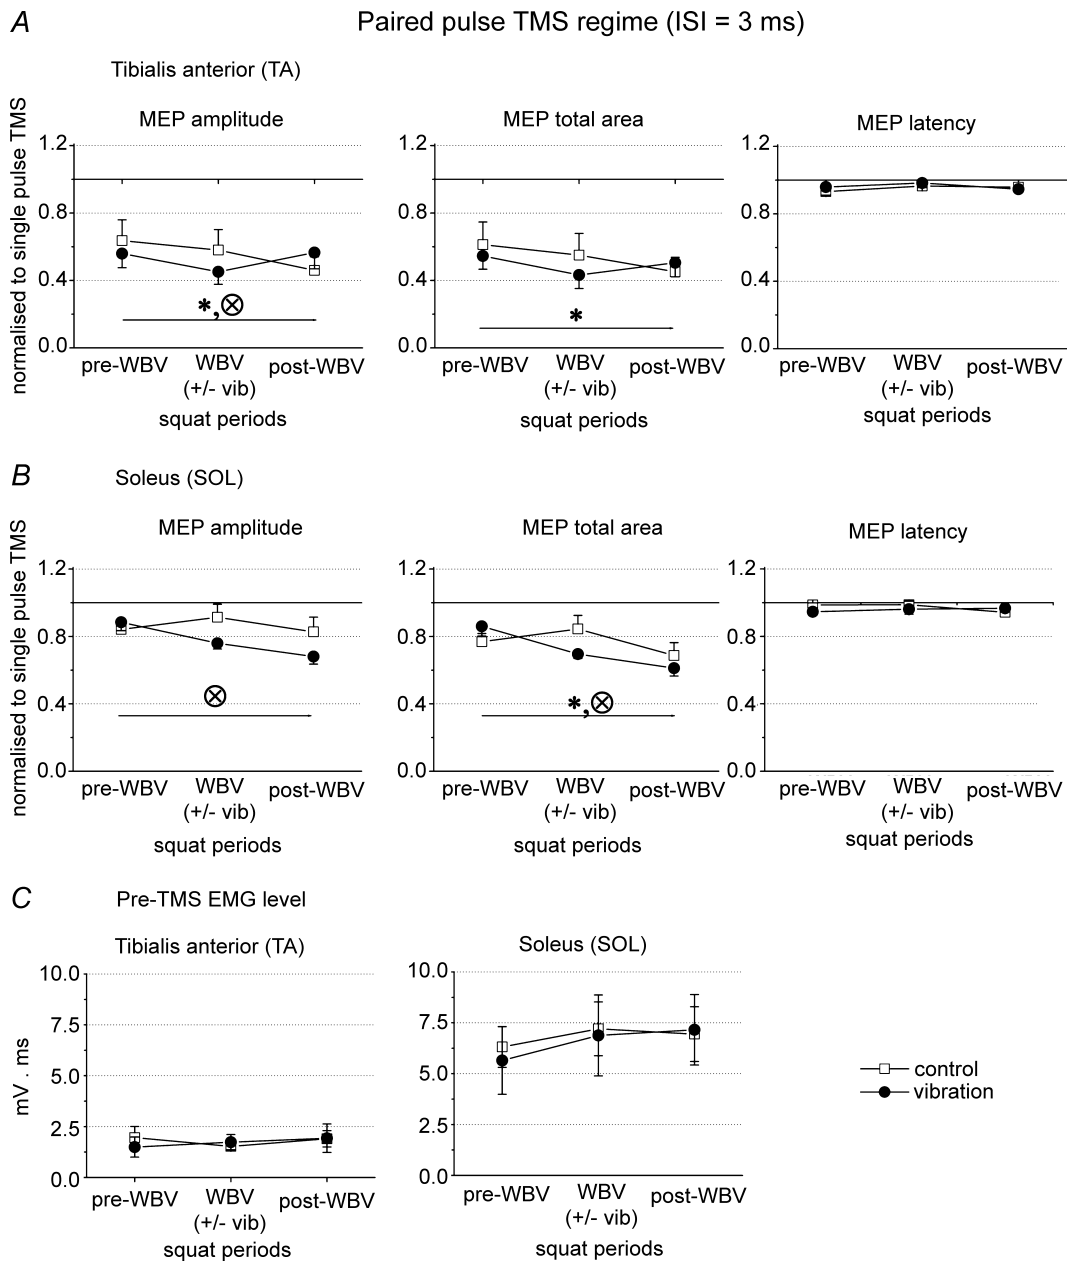 A
Paired pulse TMS regime (ISI = 3 ms)
Tibialis anterior (TA)
normalised to single pulse TMS
MEP amplitude
MEP total area
MEP latency
1.2
0.8
0.4
0.0
1.2
0.8
0.4
0.0
1.2
0.8
0.4
0.0
*,⊗
*
pre-WBV
WBV
(+/- vib)
post-WBV
squat periods
pre-WBV
WBV
(+/- vib)
post-WBV
squat periods
pre-WBV
WBV
(+/- vib)
post-WBV
squat periods
B
Soleus (SOL)
normalised to single pulse TMS
MEP amplitude
MEP total area
MEP latency
1.2
0.8
0.4
0.0
1.2
0.8
0.4
0.0
1.2
0.8
0.4
0.0
⊗
*,⊗
pre-WBV
WBV
(+/- vib)
post-WBV
squat periods
pre-WBV
WBV
(+/- vib)
post-WBV
squat periods
pre-WBV
WBV
(+/- vib)
post-WBV
squat periods
C
Pre-TMS EMG level
Tibialis anterior (TA)
Soleus (SOL)
mV . ms
10.0
7.5
5.0
2.5
0.0
10.0
7.5
5.0
2.5
0.0
control
vibration
pre-WBV
WBV
(+/- vib)
post-WBV
squat periods
pre-WBV
WBV
(+/- vib)
post-WBV
squat periods